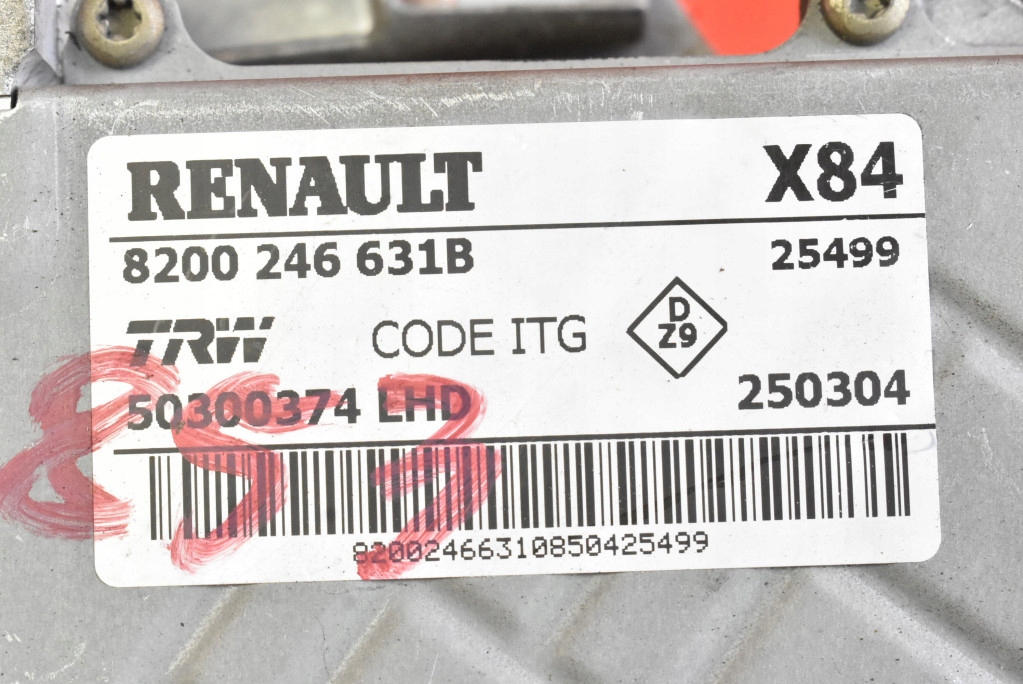 RENAULT X84
8200 246 631B 25499
TRW CODE ITG D
Z9
50300374 LHD 250304
82002466310850425499